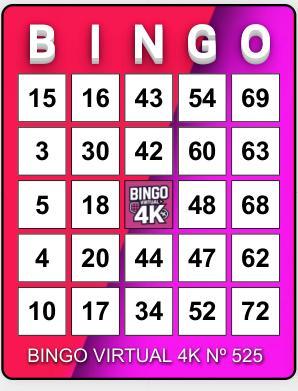 B I N G O
15 16 43 54 69
3 30 42 60 63
5 18 BINGO VIRTUAL 4K 48 68
4 20 44 47 62
10 17 34 52 72
BINGO VIRTUAL 4K Nº 525